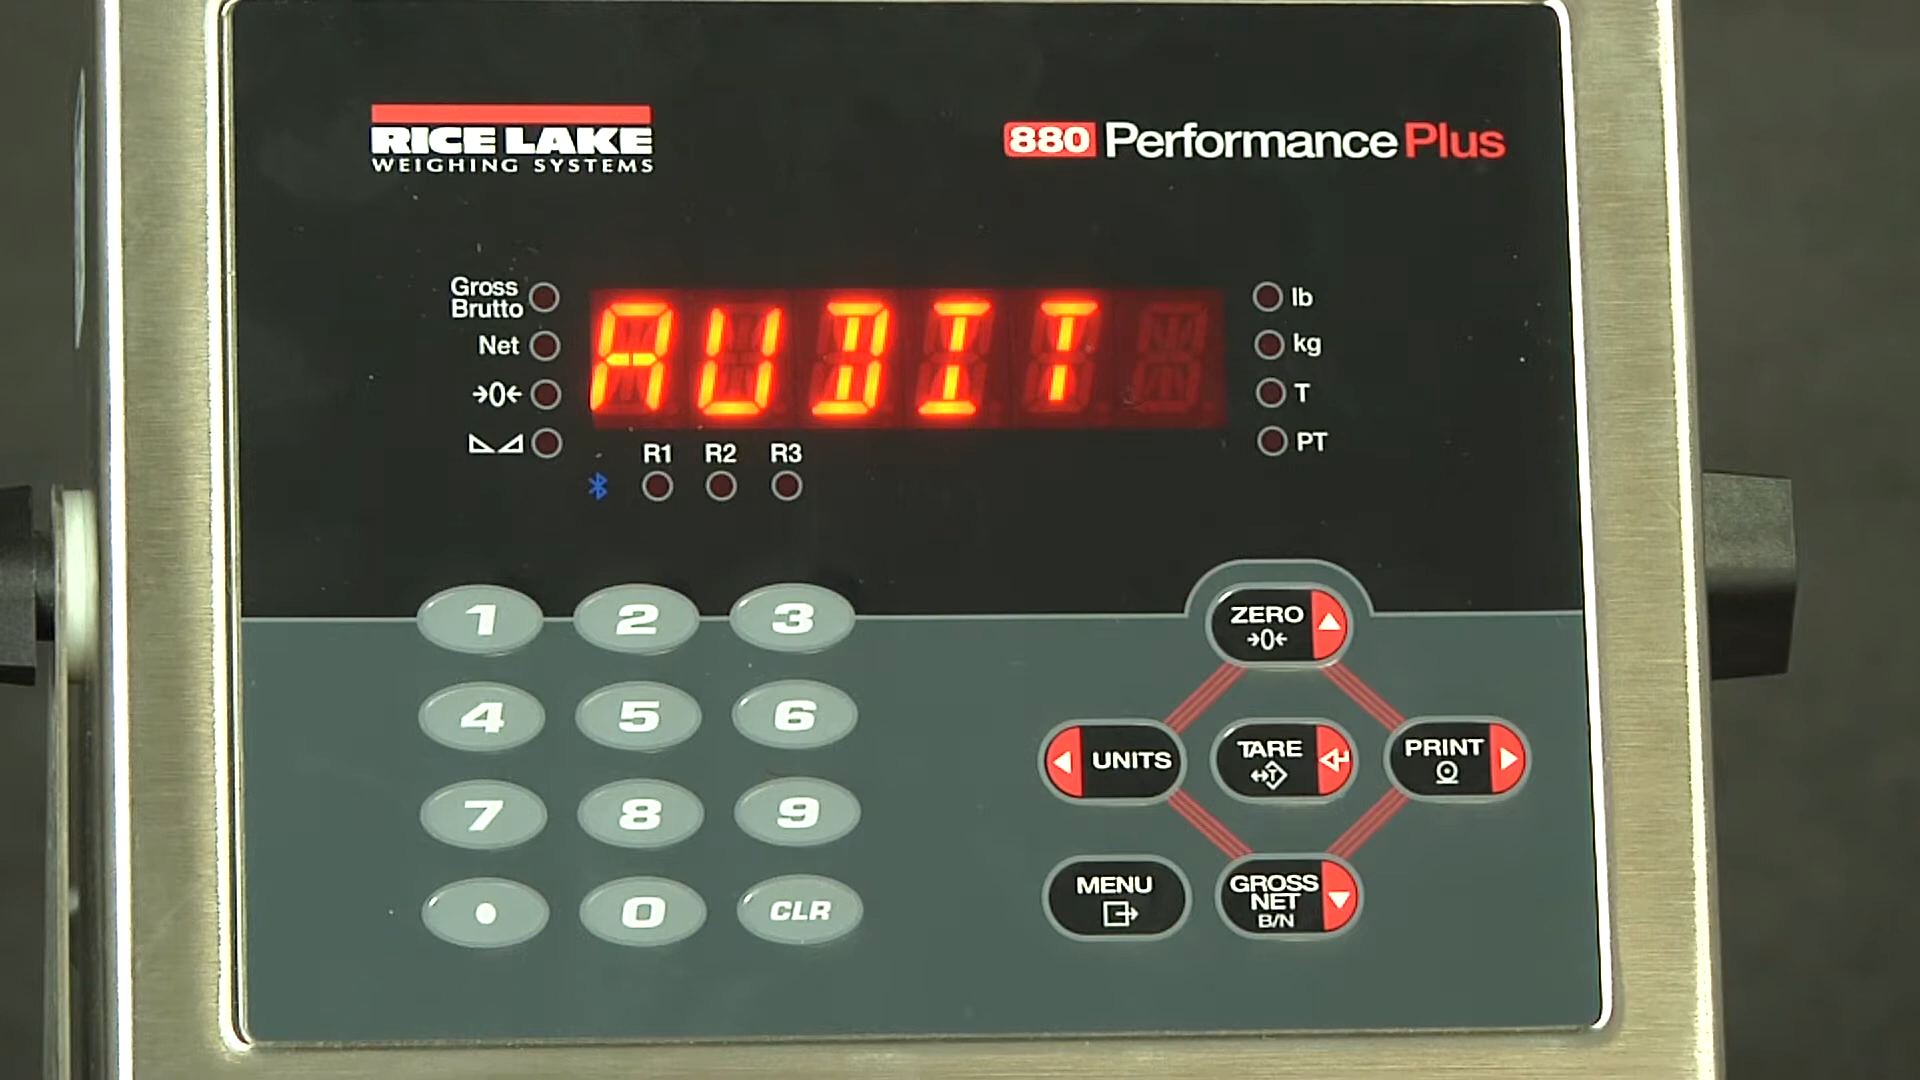 RICE LAKE
WEIGHING SYSTEMS
880 Performance Plus
Gross
Brutto
Net
→0←
AUDIT
lb
kg
T
PT
R1 R2 R3
1 2 3
4 5 6
7 8 9
. 0 CLR
ZERO
→0←
UNITS
TARE
T
PRINT
MENU
GROSS
NET
B/N